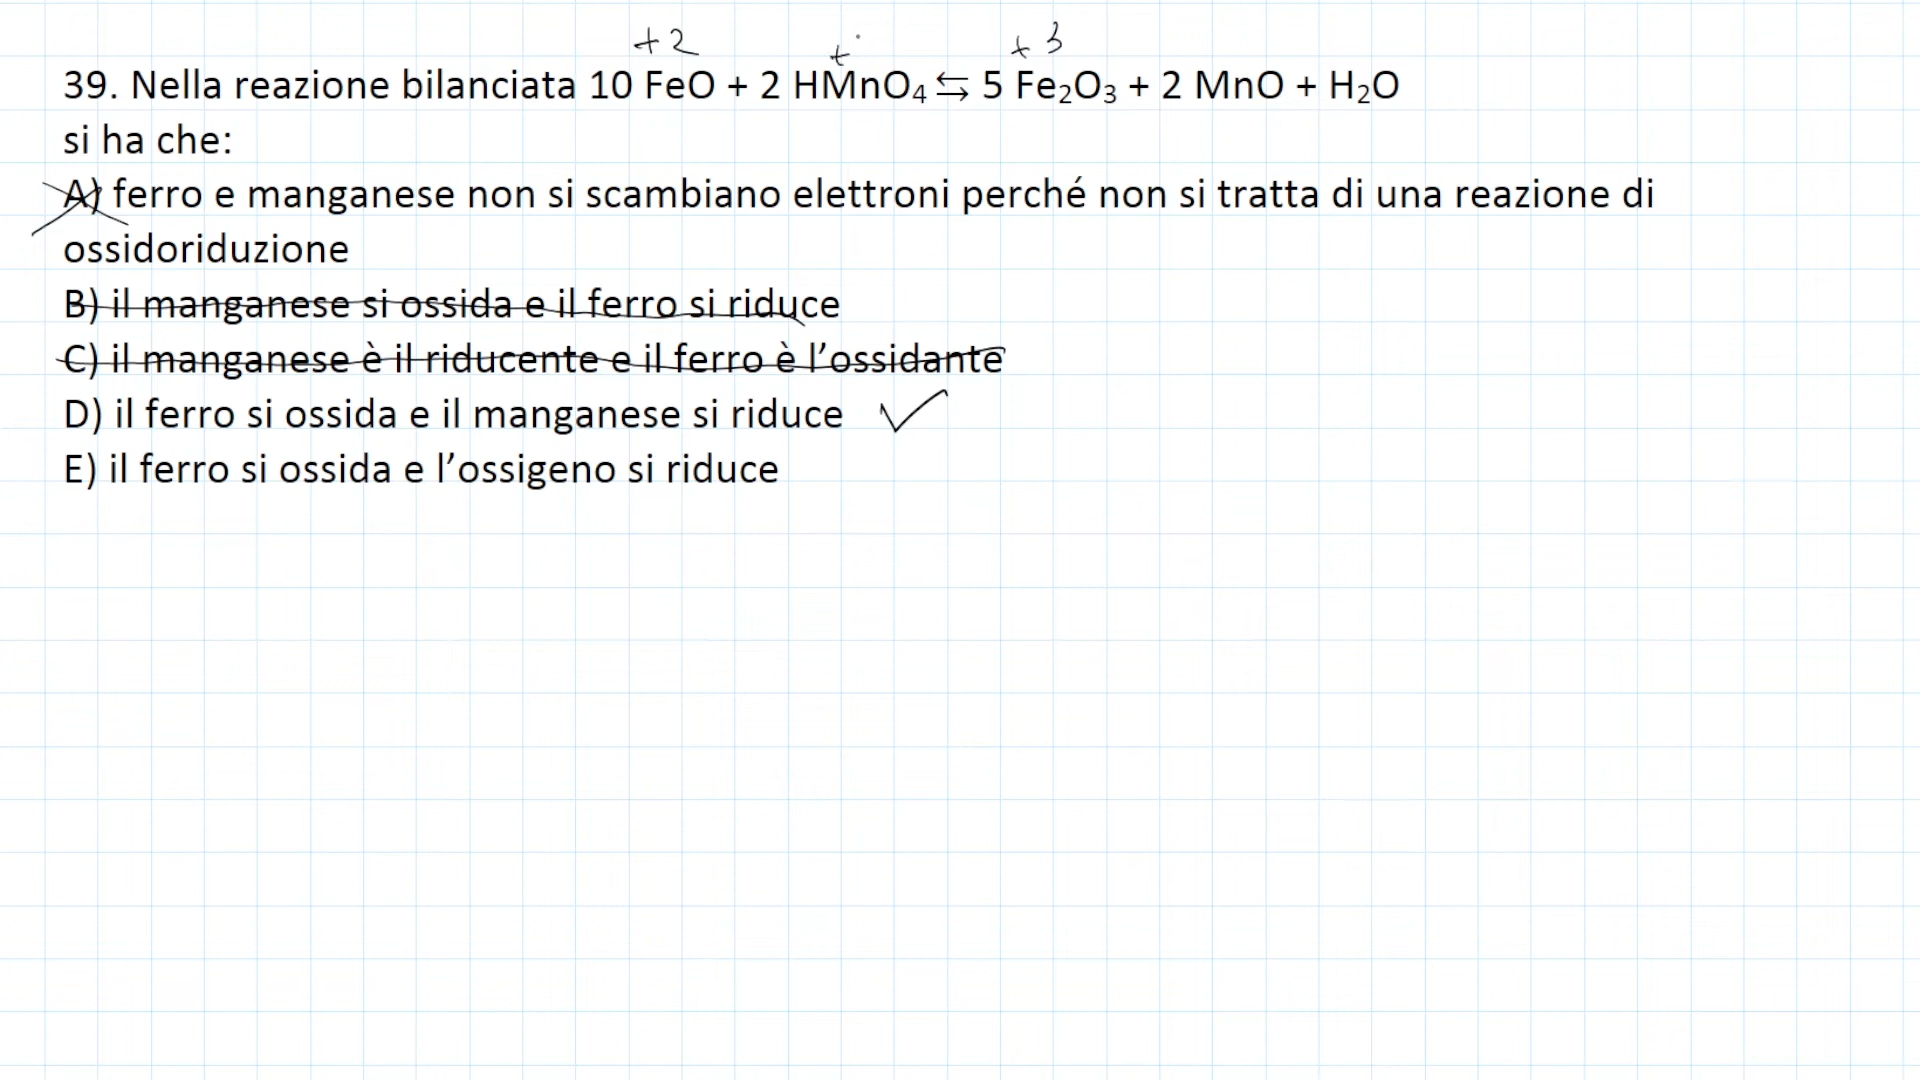 +2 + +3
39. Nella reazione bilanciata 10 FeO + 2 HMnO₄ ⇆ 5 Fe₂O₃ + 2 MnO + H₂O
si ha che:
A) ferro e manganese non si scambiano elettroni perché non si tratta di una reazione di
ossidoriduzione
B) il manganese si ossida e il ferro si riduce
C) il manganese è il riducente e il ferro è l’ossidante
D) il ferro si ossida e il manganese si riduce ✓
E) il ferro si ossida e l’ossigeno si riduce